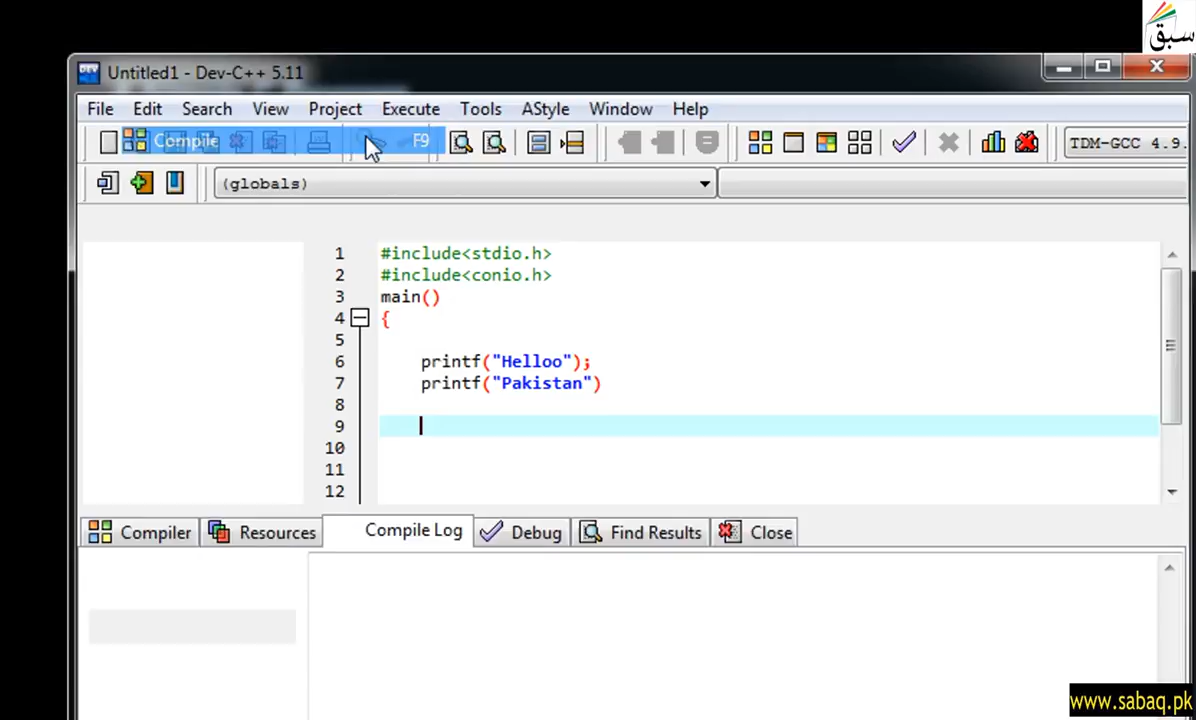 سبق
Untitled1 - Dev-C++ 5.11
File Edit Search View Project Execute Tools AStyle Window Help
Compile F9
TDM-GCC 4.9.
(globals)
1 #include<stdio.h>
2 #include<conio.h>
3 main()
4 {
5
6 printf("Helloo");
7 printf("Pakistan")
8
9
10
11
12
Compiler Resources Compile Log Debug Find Results Close
www.sabaq.pk